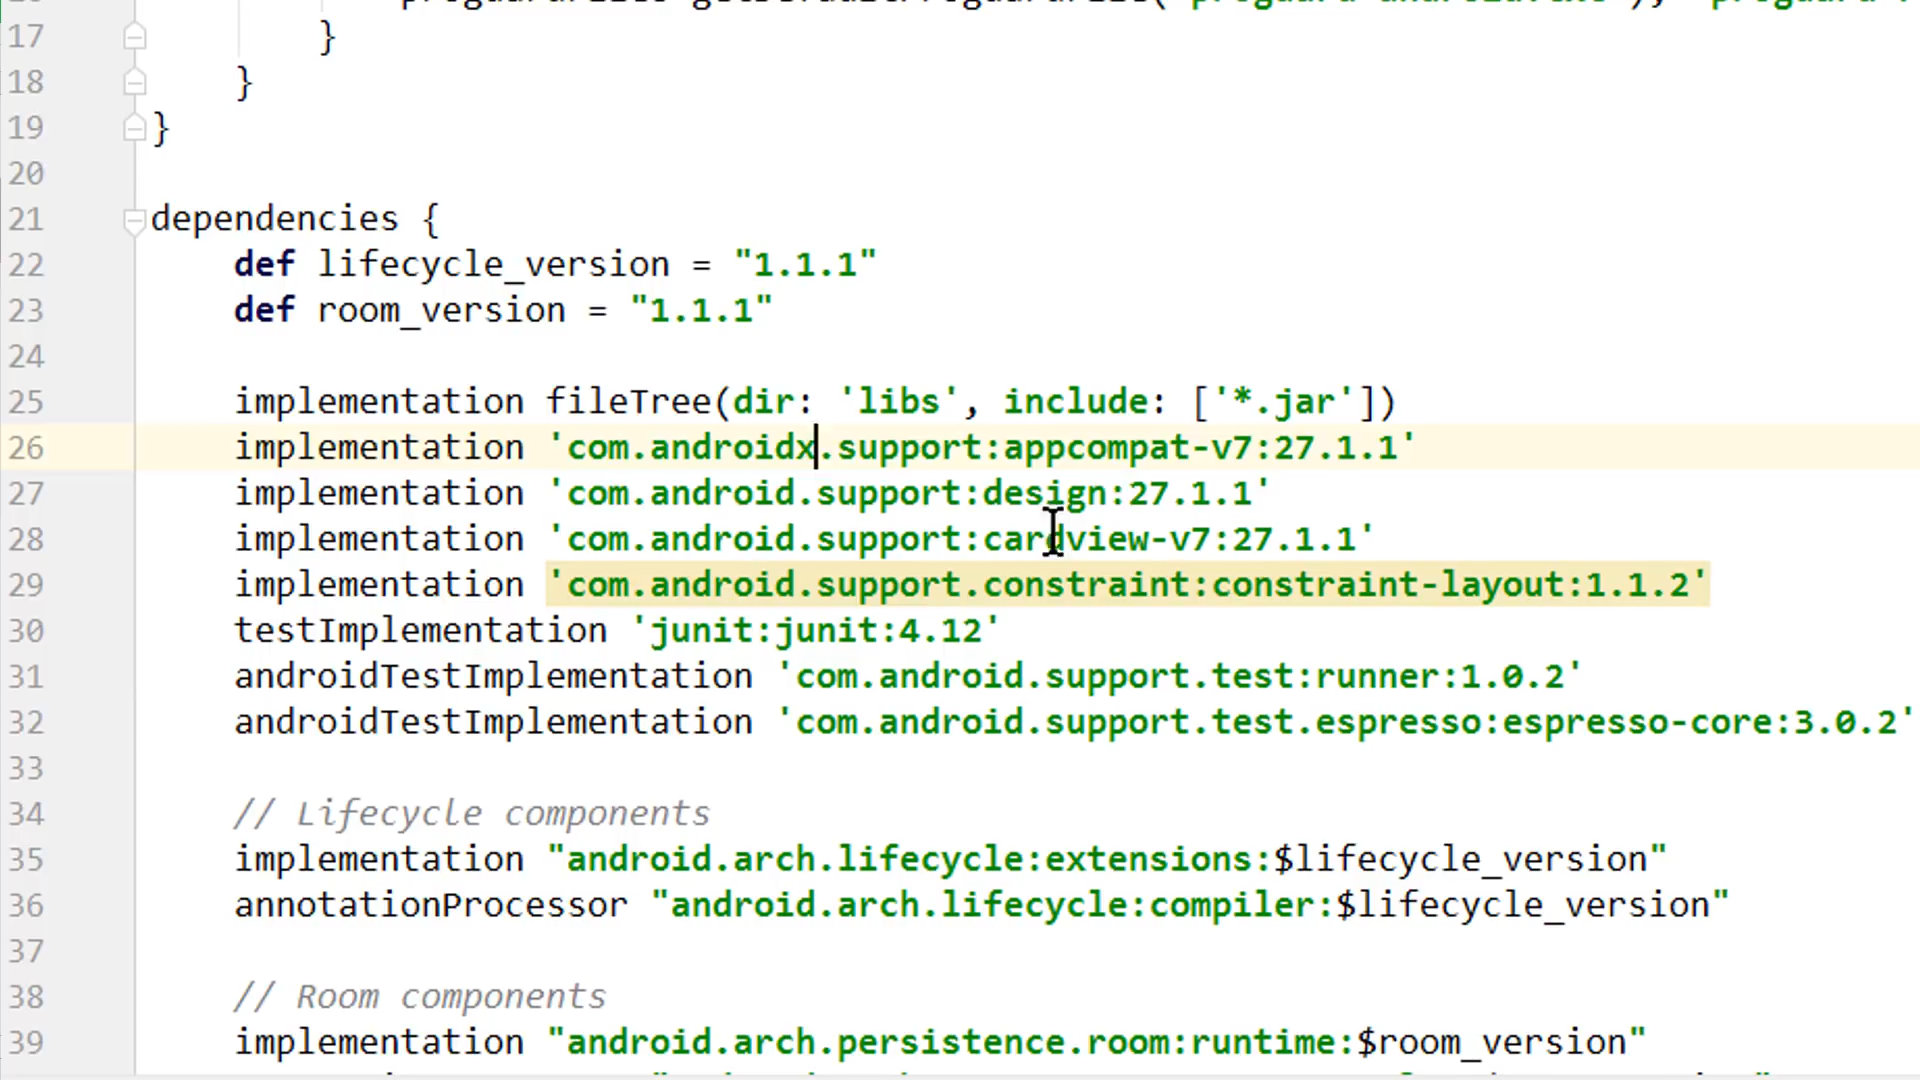 17 }
18 }
19 }
20
21 dependencies {
22 def lifecycle_version = "1.1.1"
23 def room_version = "1.1.1"
24
25 implementation fileTree(dir: 'libs', include: ['*.jar'])
26 implementation 'com.androidx.support:appcompat-v7:27.1.1'
27 implementation 'com.android.support:design:27.1.1'
28 implementation 'com.android.support:cardview-v7:27.1.1'
29 implementation 'com.android.support.constraint:constraint-layout:1.1.2'
30 testImplementation 'junit:junit:4.12'
31 androidTestImplementation 'com.android.support.test:runner:1.0.2'
32 androidTestImplementation 'com.android.support.test.espresso:espresso-core:3.0.2'
33
34 // Lifecycle components
35 implementation "android.arch.lifecycle:extensions:$lifecycle_version"
36 annotationProcessor "android.arch.lifecycle:compiler:$lifecycle_version"
37
38 // Room components
39 implementation "android.arch.persistence.room:runtime:$room_version"